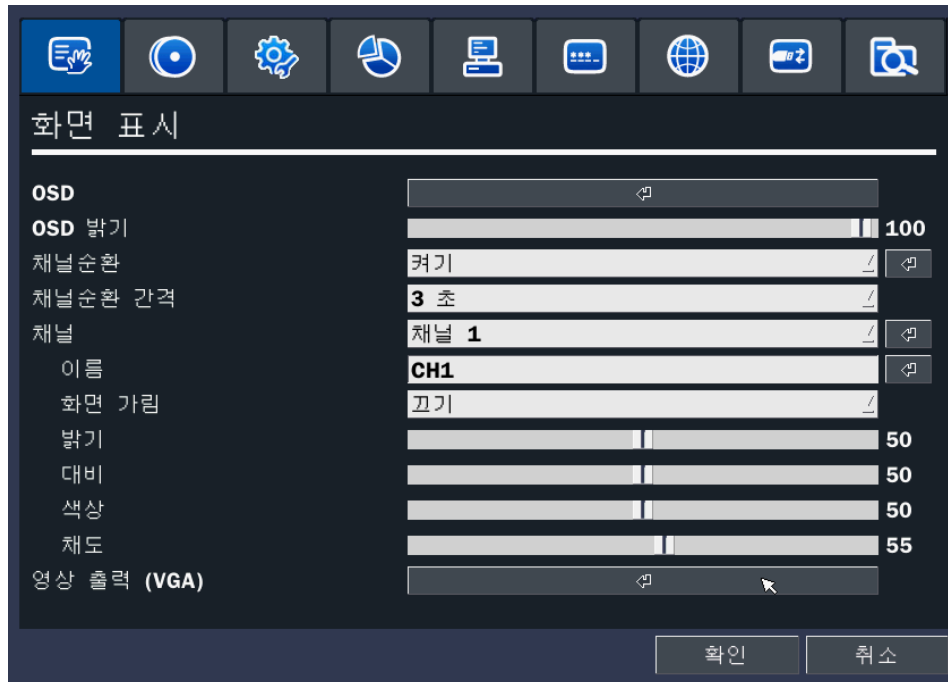 화면 표시
OSD
OSD 밝기 100
채널순환 켜기
채널순환 간격 3 초
채널 채널 1
이름 CH1
화면 가림 끄기
밝기 50
대비 50
색상 50
채도 55
영상 출력 (VGA)
확인 취소